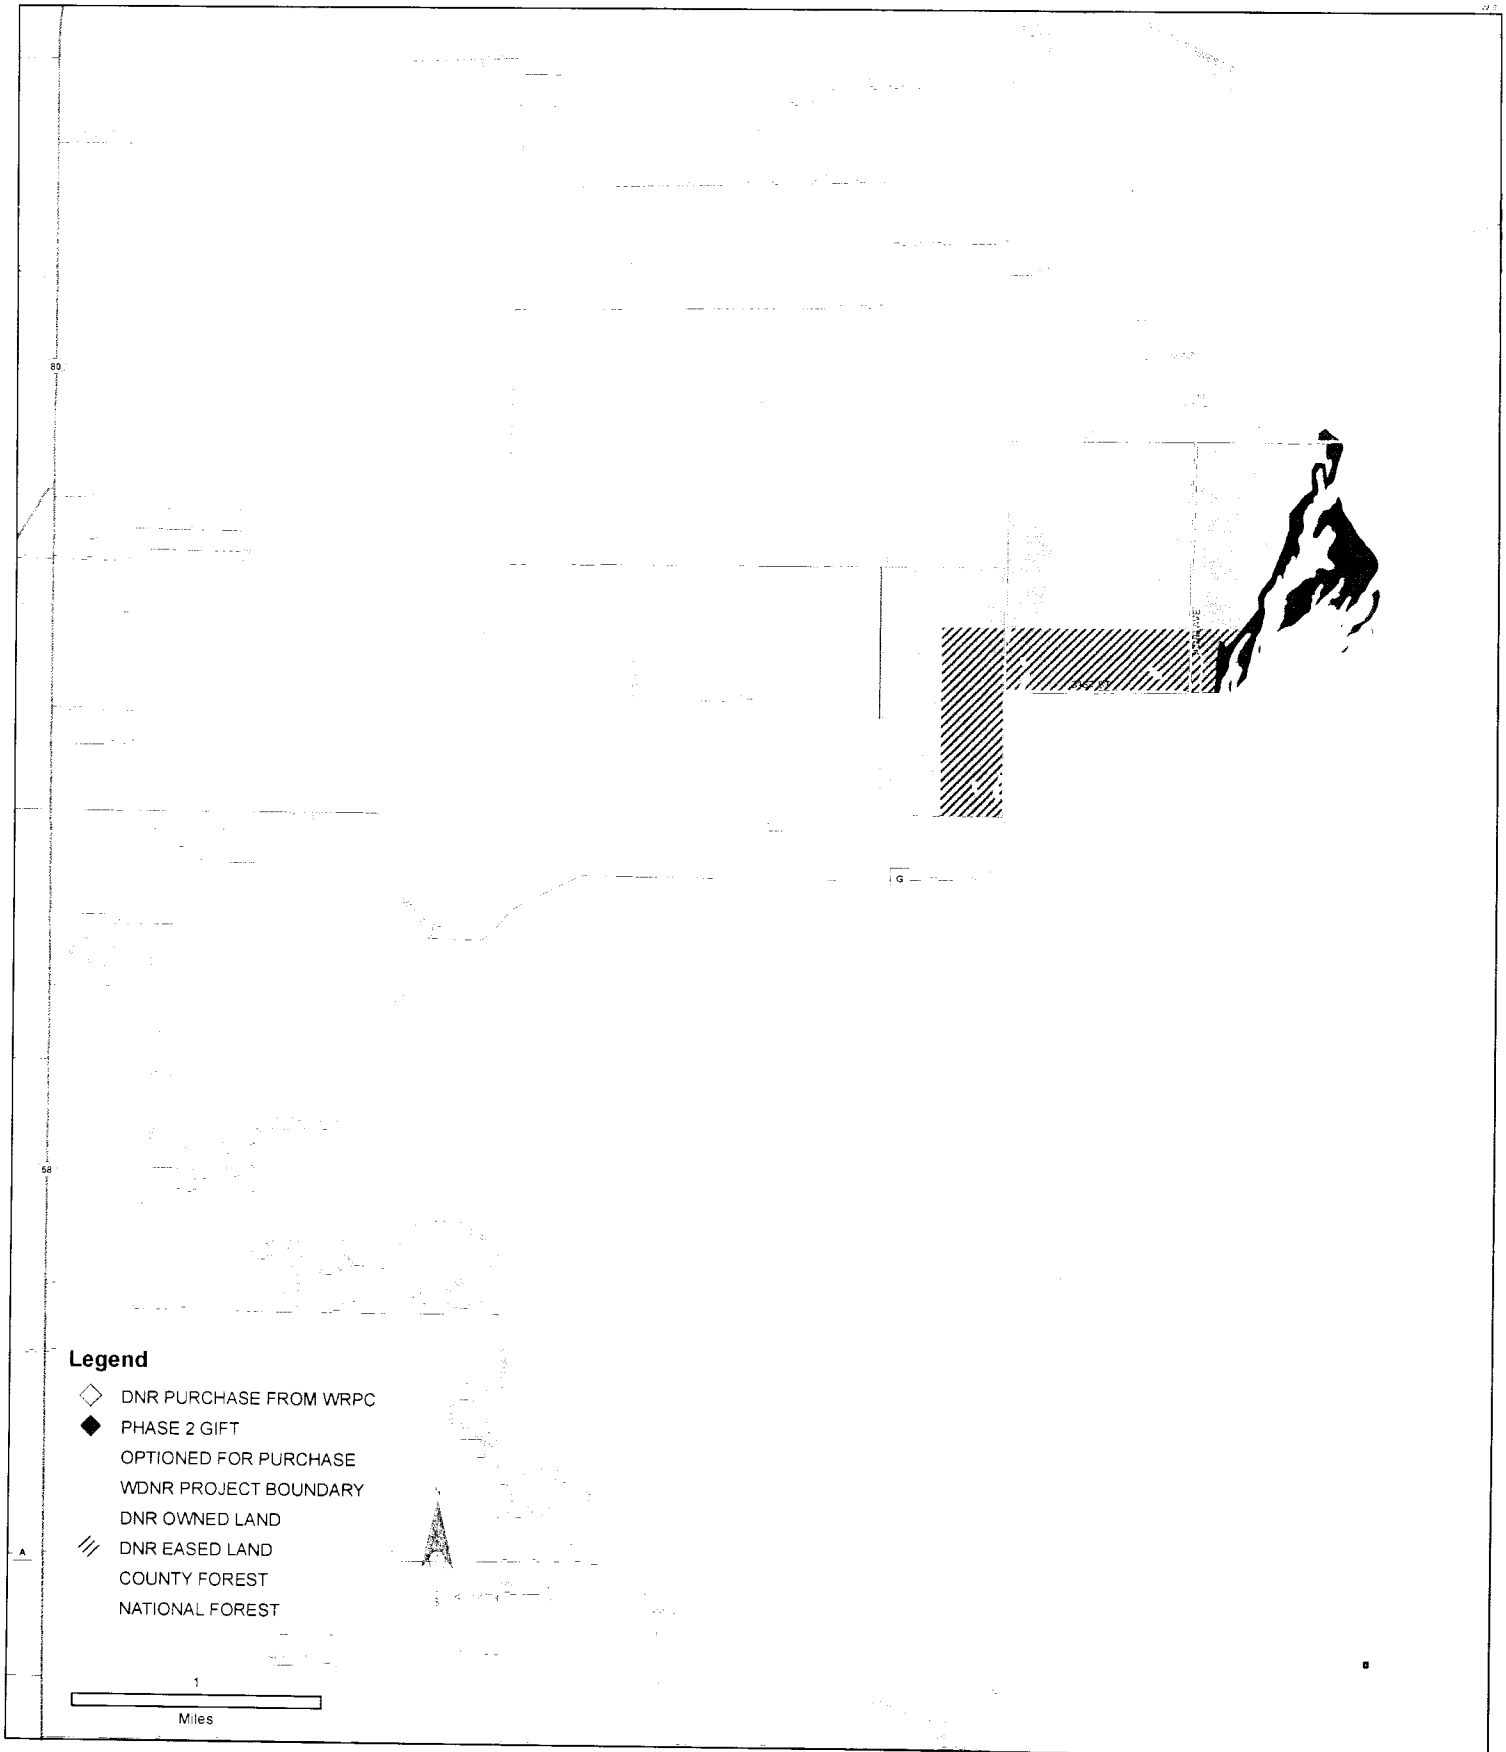 80
G
58
Legend
DNR PURCHASE FROM WRPC
PHASE 2 GIFT
OPTIONED FOR PURCHASE
WDNR PROJECT BOUNDARY
DNR OWNED LAND
DNR EASED LAND
COUNTY FOREST
NATIONAL FOREST
A
1
Miles